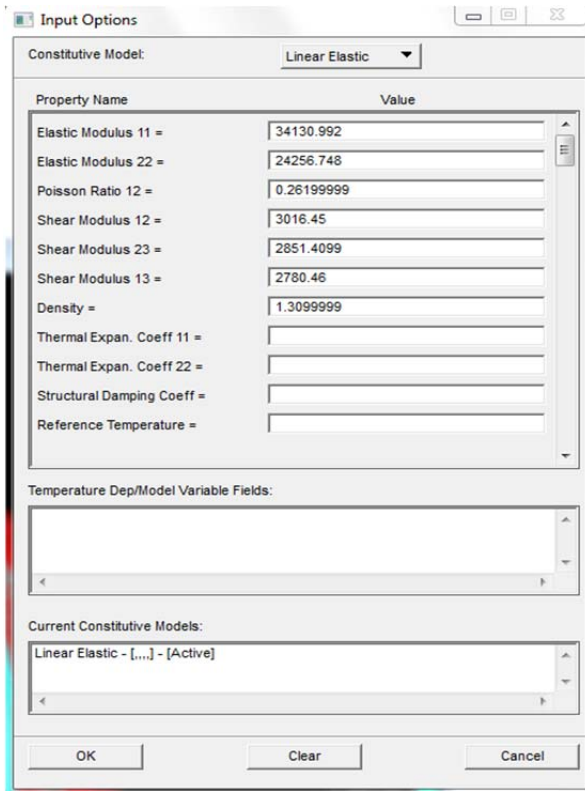 Input Options
Constitutive Model: Linear Elastic
Property Name Value
Elastic Modulus 11 = 34130.992
Elastic Modulus 22 = 24256.748
Poisson Ratio 12 = 0.26199999
Shear Modulus 12 = 3016.45
Shear Modulus 23 = 2851.4099
Shear Modulus 13 = 2780.46
Density = 1.3099999
Thermal Expan. Coeff 11 =
Thermal Expan. Coeff 22 =
Structural Damping Coeff =
Reference Temperature =
Temperature Dep/Model Variable Fields:
Current Constitutive Models:
Linear Elastic - [,,,,] - [Active]
OK Clear Cancel